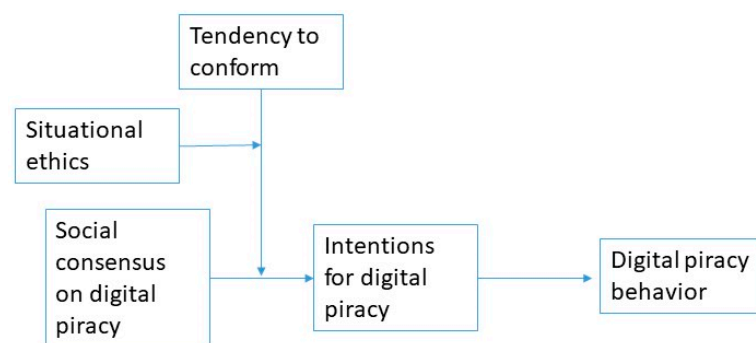 Tendency to
conform
Situational
ethics
Social
consensus
on digital
piracy
Intentions
for digital
piracy
Digital piracy
behavior